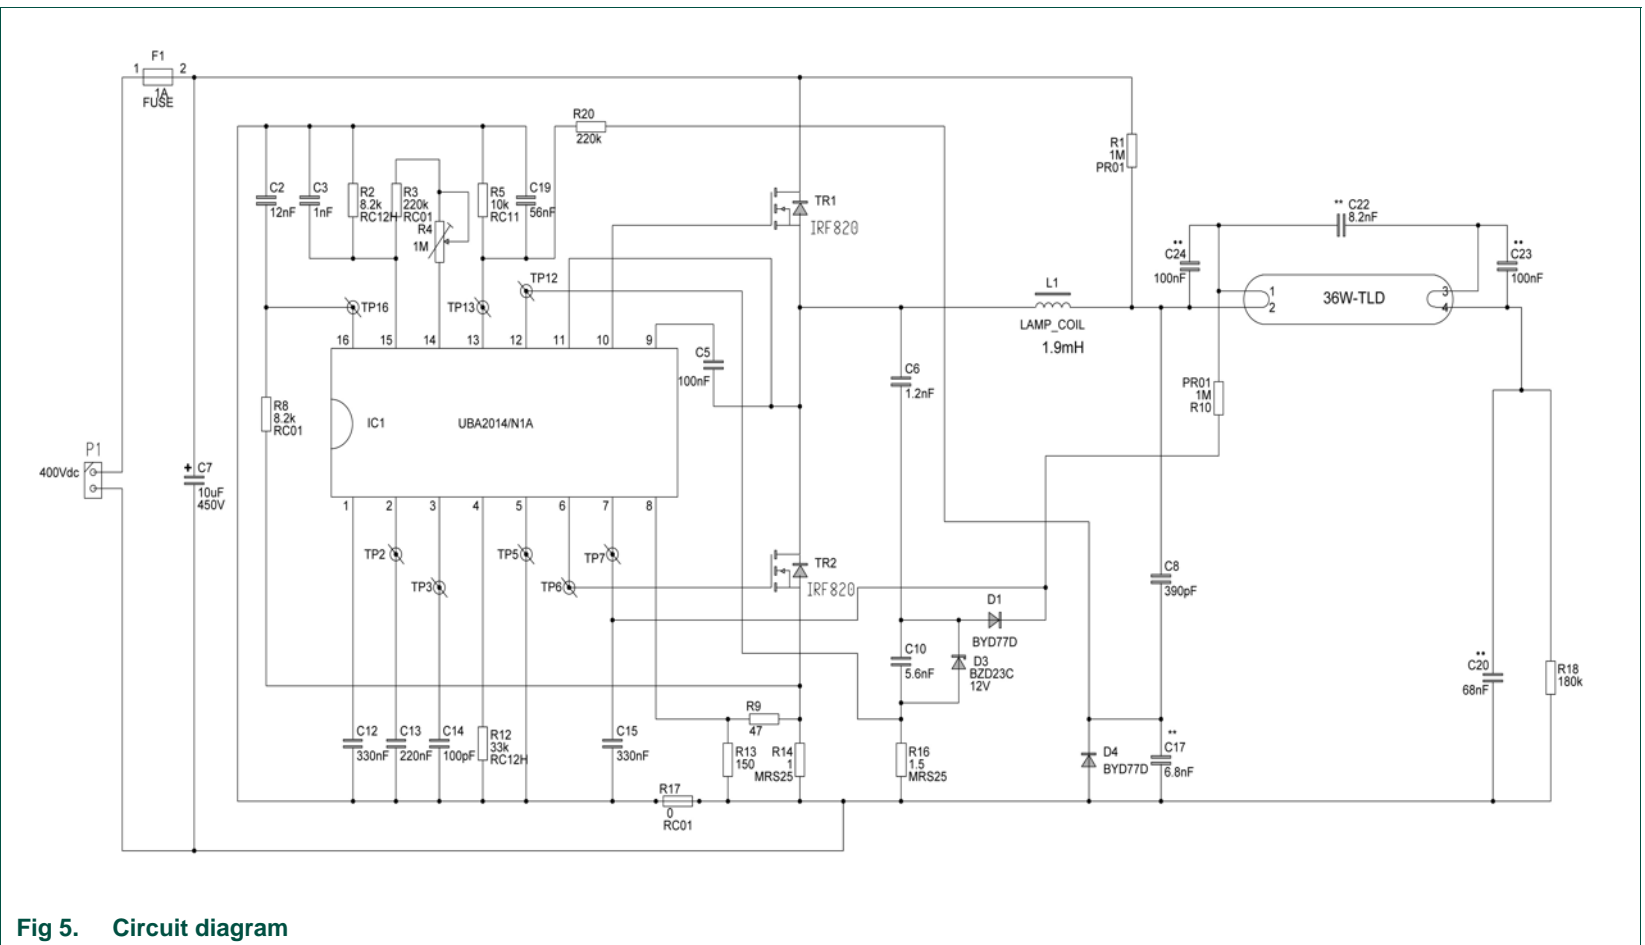 F1
1 2
1A
FUSE
R20
220k
R1
1M
PR01
C2
12nF
C3
1nF
R2
8.2k
RC12H
R3
220k
RC01
R4
1M
R5
10k
RC11
C19
56nF
TR1
IRF820
** C22
8.2nF
**
C24
100nF
**
C23
100nF
TP12
TP16
TP13
L1
LAMP_COIL
1.9mH
1
2
36W-TLD
3
4
16 15 14 13 12 11 10 9
C5
100nF
C6
1.2nF
PR01
1M
R10
R8
8.2k
RC01
IC1
UBA2014/N1A
P1
400Vdc
+ C7
10uF
450V
1 2 3 4 5 6 7 8
TP2
TP3
TP5
TP6
TP7
TR2
IRF820
C8
390pF
D1
BYD77D
C10
5.6nF
D3
BZD23C
12V
**
C20
68nF
R18
180k
R9
47
C12
330nF
C13
220nF
C14
100pF
R12
33k
RC12H
C15
330nF
R13
150
R14
1
MRS25
R16
1.5
MRS25
D4
BYD77D
**
C17
6.8nF
R17
0
RC01
Fig 5. Circuit diagram